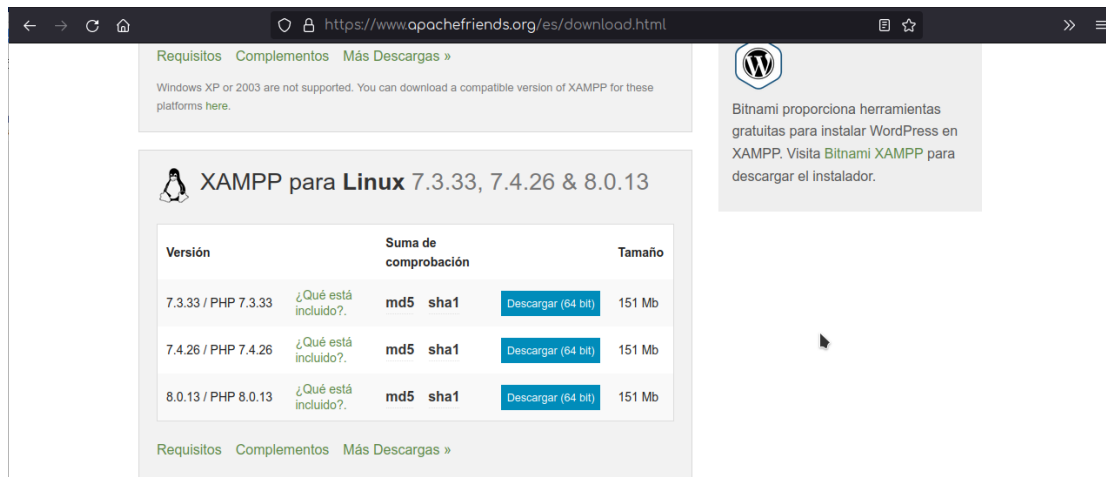 https://www.apachefriends.org/es/download.html
Requisitos Complementos Más Descargas »
Windows XP or 2003 are not supported. You can download a compatible version of XAMPP for these
platforms here.
Bitnami proporciona herramientas
gratuitas para instalar WordPress en
XAMPP. Visita Bitnami XAMPP para
descargar el instalador.
XAMPP para Linux 7.3.33, 7.4.26 & 8.0.13
Versión Suma de comprobación Tamaño
7.3.33 / PHP 7.3.33 ¿Qué está incluido?. md5 sha1 Descargar (64 bit) 151 Mb
7.4.26 / PHP 7.4.26 ¿Qué está incluido?. md5 sha1 Descargar (64 bit) 151 Mb
8.0.13 / PHP 8.0.13 ¿Qué está incluido?. md5 sha1 Descargar (64 bit) 151 Mb
Requisitos Complementos Más Descargas »